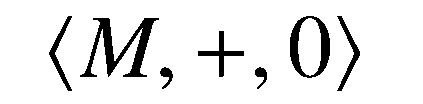 ⟨M, +, 0⟩